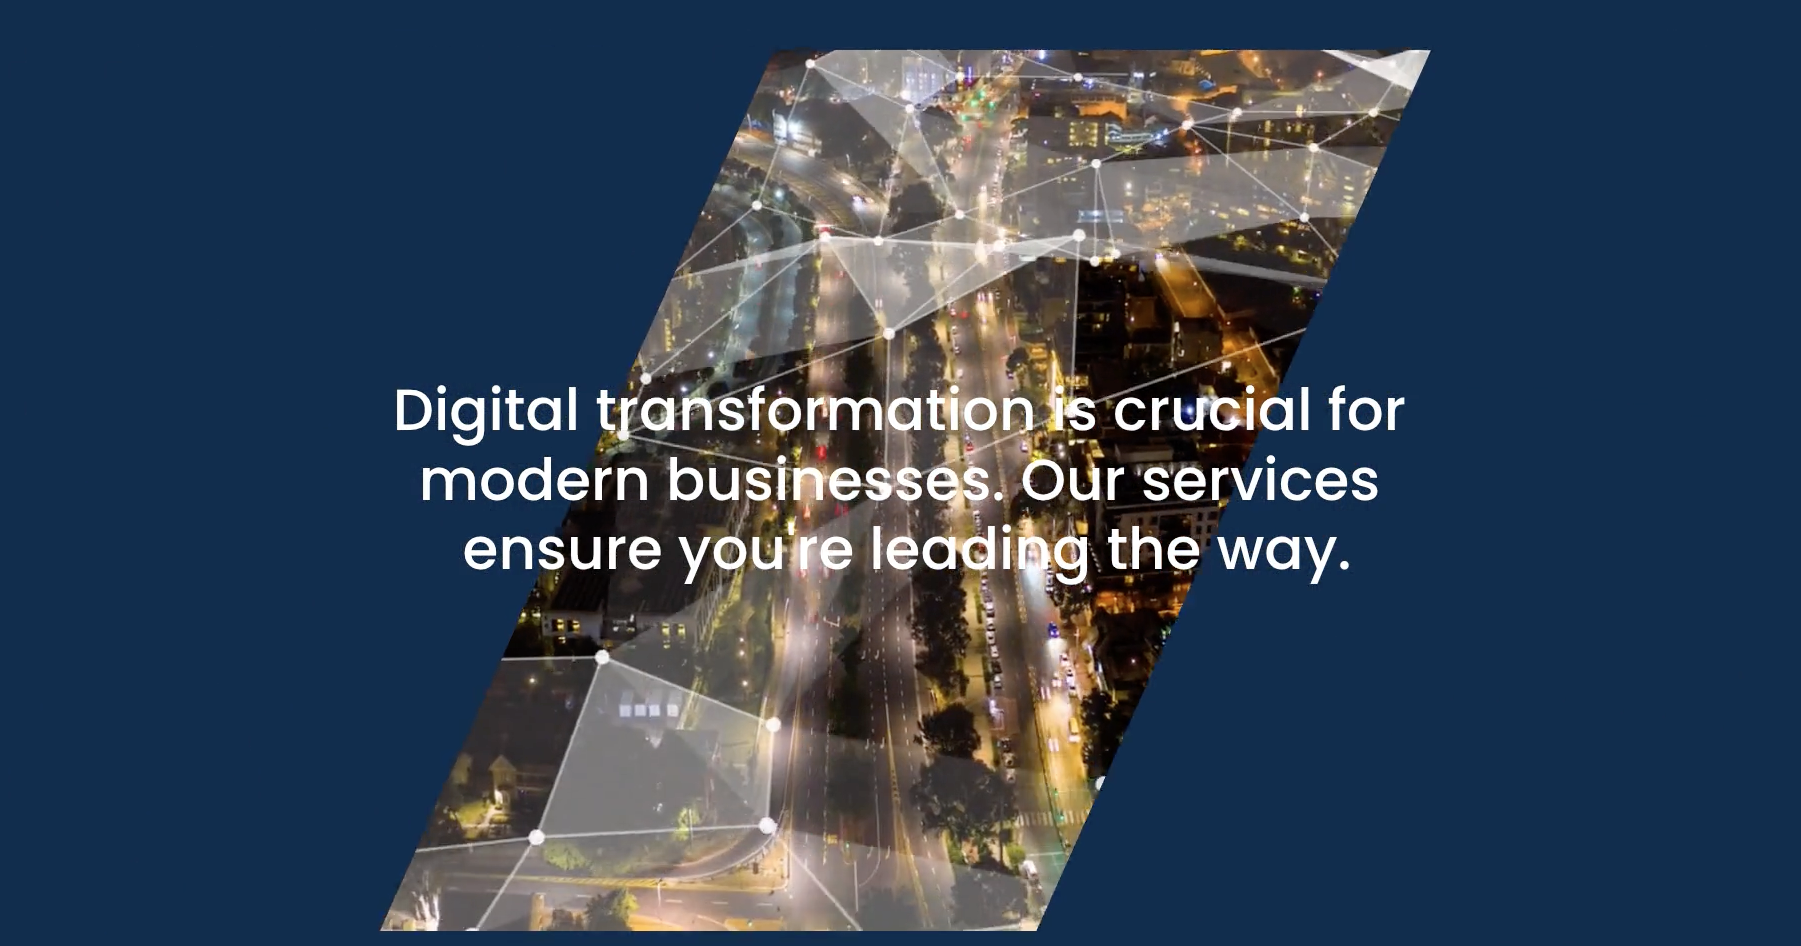 Digital transformation is crucial for
modern businesses. Our services
ensure you're leading the way.